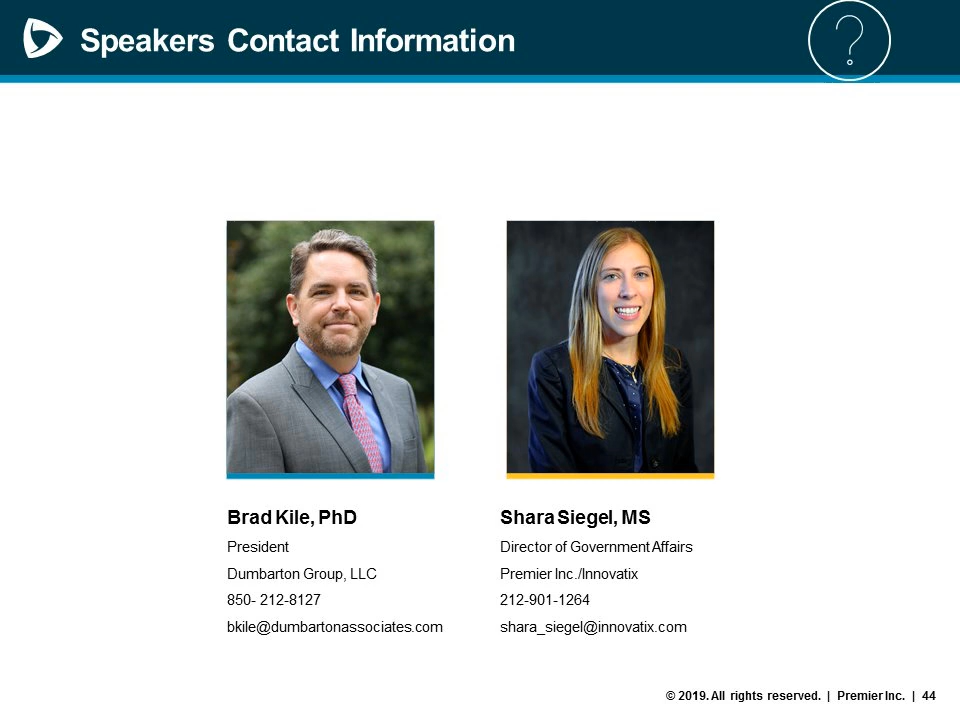 Speakers Contact Information
?
Brad Kile, PhD
President
Dumbarton Group, LLC
850- 212-8127
bkile@dumbartonassociates.com
Shara Siegel, MS
Director of Government Affairs
Premier Inc./Innovatix
212-901-1264
shara_siegel@innovatix.com
© 2019. All rights reserved. | Premier Inc. | 44